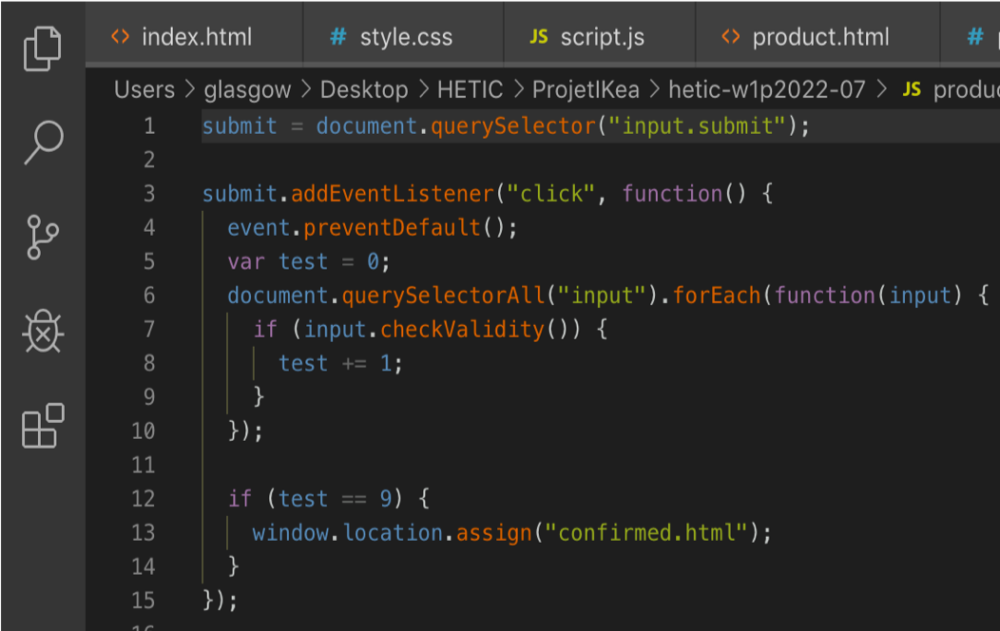 index.html style.css script.js product.html
Users > glasgow > Desktop > HETIC > ProjetIKea > hetic-w1p2022-07 > JS
1 submit = document.querySelector("input.submit");
2
3 submit.addEventListener("click", function() {
4 event.preventDefault();
5 var test = 0;
6 document.querySelectorAll("input").forEach(function(input) {
7 if (input.checkValidity()) {
8 test += 1;
9 }
10 });
11
12 if (test == 9) {
13 window.location.assign("confirmed.html");
14 }
15 });